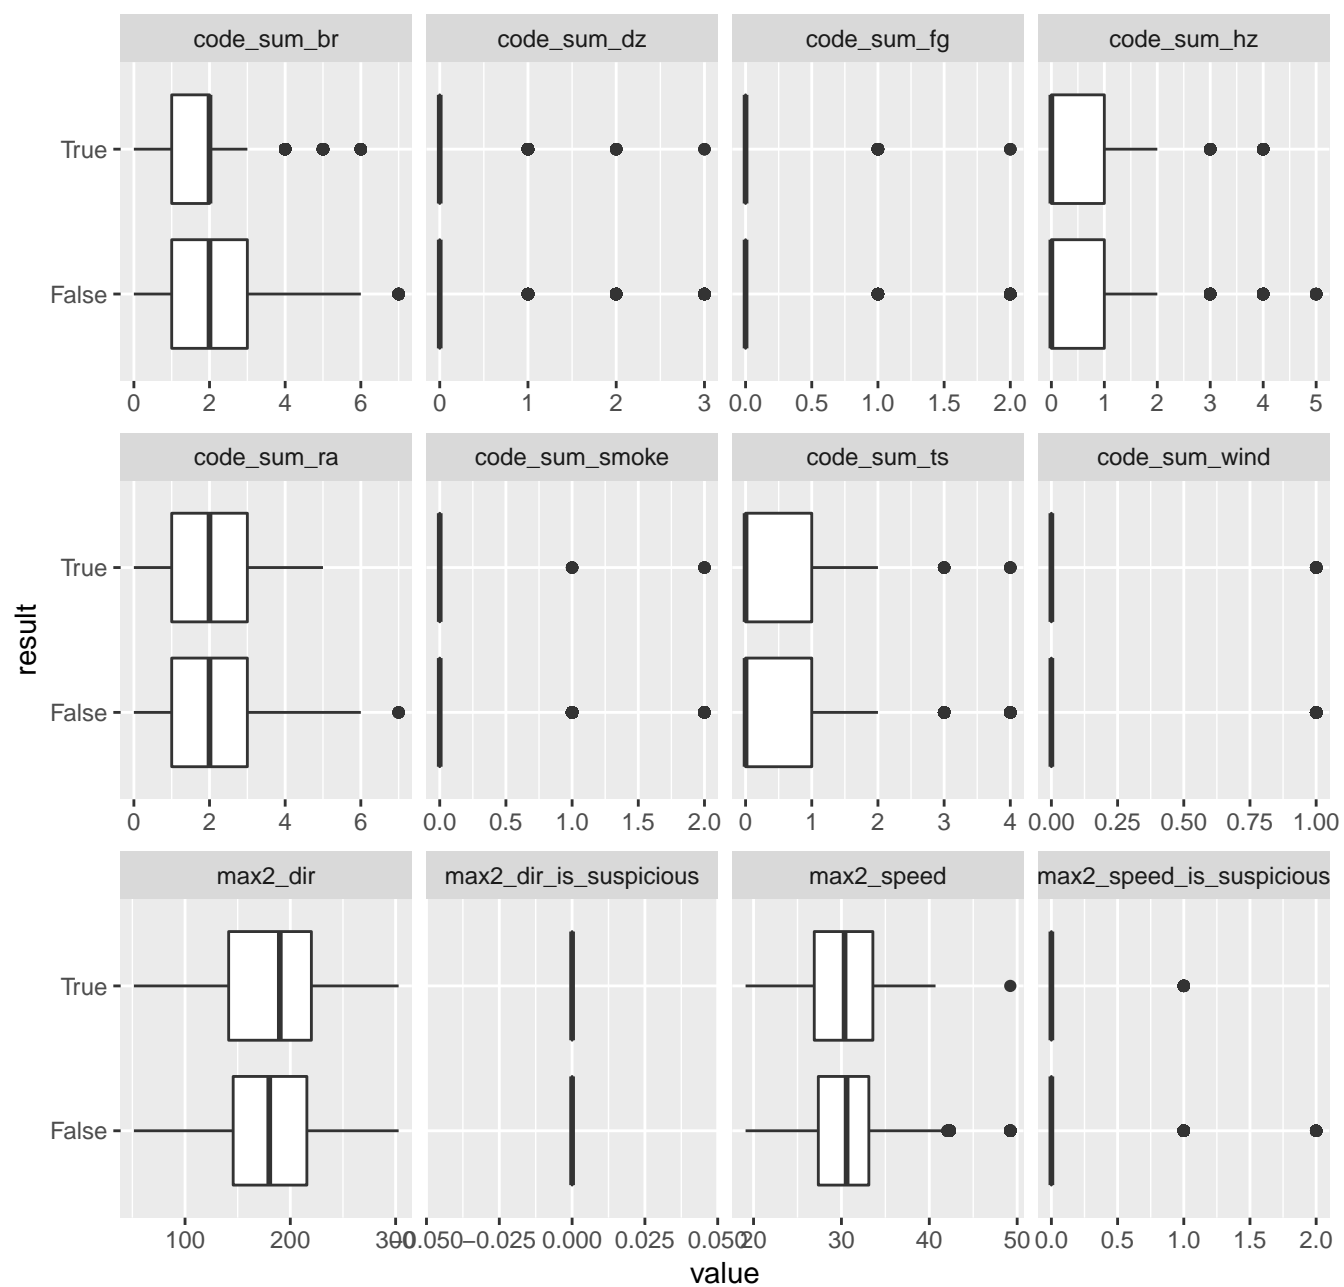 code_sum_br code_sum_dz code_sum_fg code_sum_hz
True
False
0 2 4 6 0 1 2 3 0.0 0.5 1.0 1.5 2.0 0 1 2 3 4 5
code_sum_ra code_sum_smoke code_sum_ts code_sum_wind
True
False
0 2 4 6 0.0 0.5 1.0 1.5 2.0 0 1 2 3 4 0.00 0.25 0.50 0.75 1.00
max2_dir max2_dir_is_suspicious max2_speed max2_speed_is_suspicious
True
False
100 200 300 −0.050 −0.025 0.000 0.025 0.050 20 30 40 50 0.0 0.5 1.0 1.5 2.0
value
result